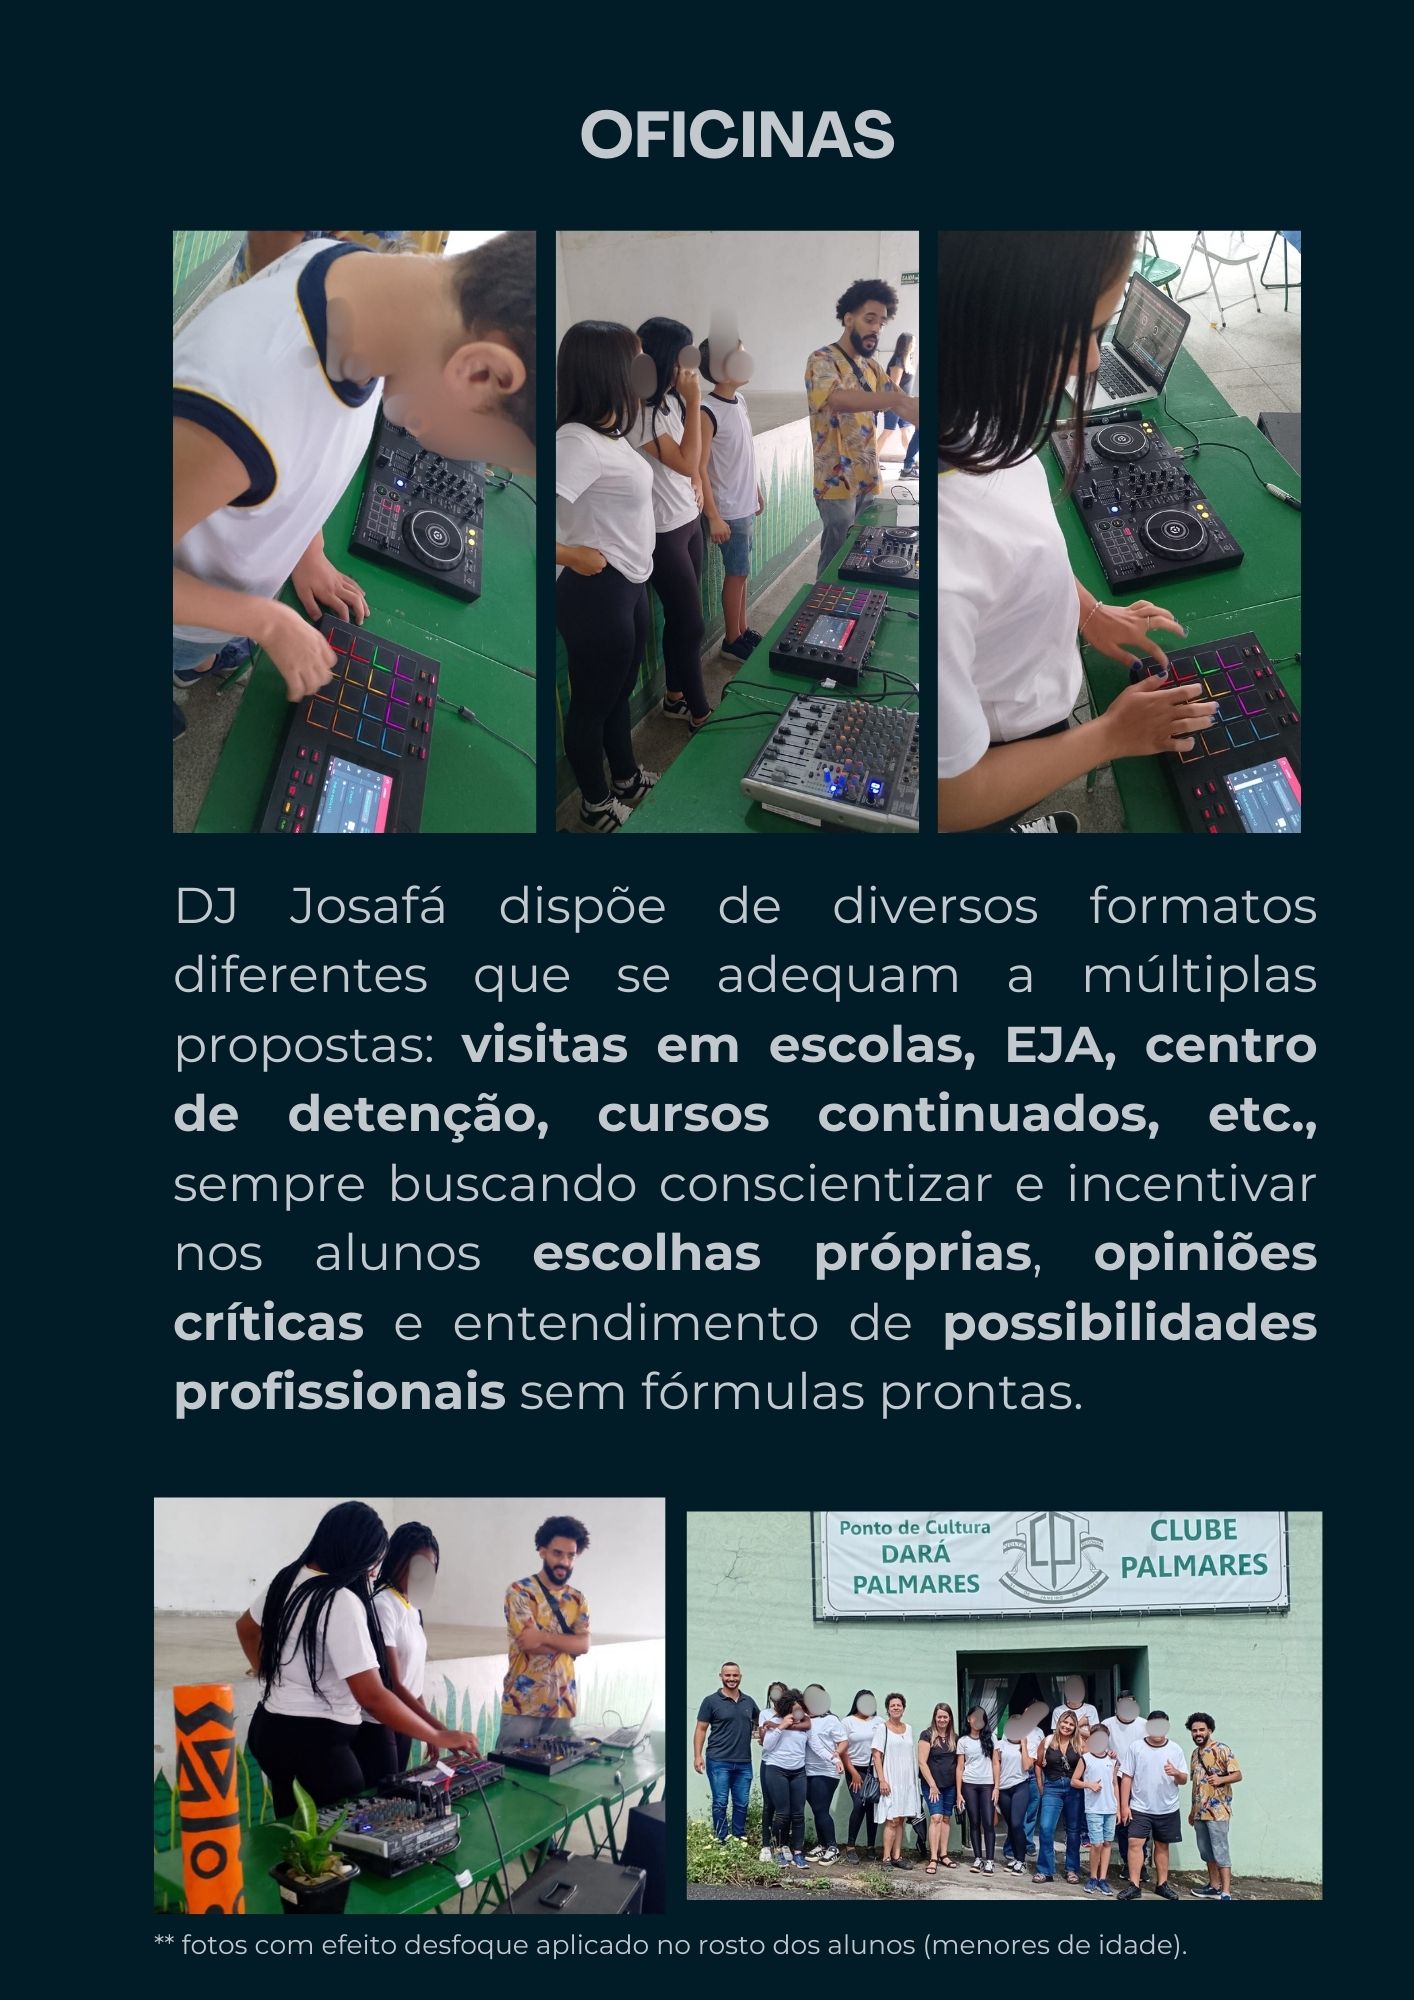 OFICINAS
DJ Josafá dispõe de diversos formatos
diferentes que se adequam a múltiplas
propostas: visitas em escolas, EJA, centro
de detenção, cursos continuados, etc.,
sempre buscando conscientizar e incentivar
nos alunos escolhas próprias, opiniões
críticas e entendimento de possibilidades
profissionais sem fórmulas prontas.
Ponto de Cultura
DARÁ
PALMARES
CP
CLUBE
PALMARES
** fotos com efeito desfoque aplicado no rosto dos alunos (menores de idade).